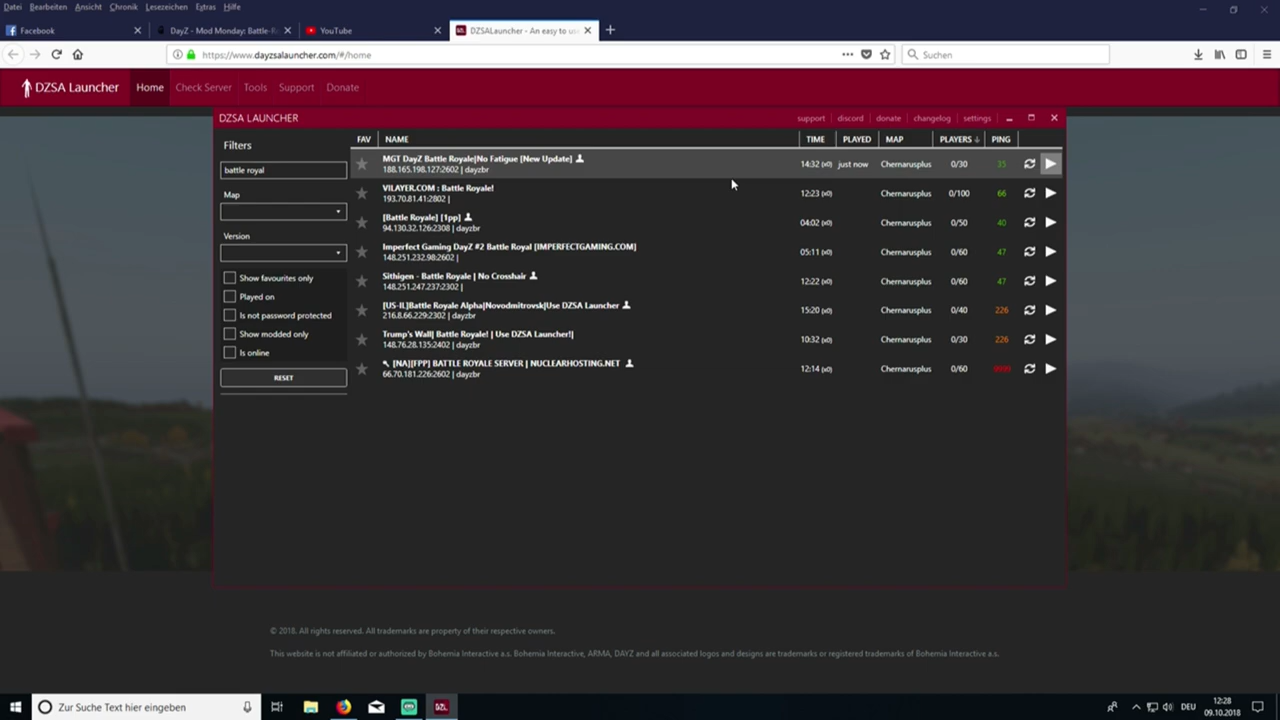 Datei Bearbeiten Ansicht Chronik Lesezeichen Extras Hilfe
Facebook
DayZ - Mod Monday: Battle-R
YouTube
DZSALauncher - An easy to us
https://www.dayzsalauncher.com/#/home
Suchen
DZSA Launcher Home Check Server Tools Support Donate
DZSA LAUNCHER
support discord donate changelog settings
Filters
FAV NAME TIME PLAYED MAP PLAYERS PING
battle royal
MGT DayZ Battle Royale|No Fatigue [New Update]
188.165.198.127:2602 | dayzbr
14:32 (x0) just now Chernarusplus 0/30 35
VILAYER.COM : Battle Royale!
193.70.81.41:2802 |
12:23 (x0) Chernarusplus 0/100 66
[Battle Royale] [1pp]
94.130.32.126:2308 | dayzbr
04:02 (x0) Chernarusplus 0/50 40
Imperfect Gaming DayZ #2 Battle Royal [IMPERFECTGAMING.COM]
148.251.232.98:2602 |
05:11 (x0) Chernarusplus 0/60 47
Sithigen - Battle Royale | No Crosshair
148.251.247.237:2302 |
12:22 (x0) Chernarusplus 0/60 47
[US-IL]Battle Royale Alpha|Novodmitrovsk|Use DZSA Launcher
216.8.66.229:2302 | dayzbr
15:20 (x0) Chernarusplus 0/40 226
Trump's Wall| Battle Royale! | Use DZSA Launcher!|
148.76.28.135:2402 | dayzbr
10:32 (x0) Chernarusplus 0/30 226
[NA][FPP] BATTLE ROYALE SERVER | NUCLEARHOSTING.NET
66.70.181.226:2602 | dayzbr
12:14 (x0) Chernarusplus 0/60
Map
Version
Show favourites only
Played on
Is not password protected
Show modded only
Is online
RESET
© 2018. All rights reserved. All trademarks are property of their respective owners.
This website is not affiliated or authorized by Bohemia Interactive a.s. Bohemia Interactive, ARMA, DAYZ and all associated logos and designs are trademarks or registered trademarks of Bohemia Interactive a.s.
Zur Suche Text hier eingeben
DZL
DEU
12:28
09.10.2018